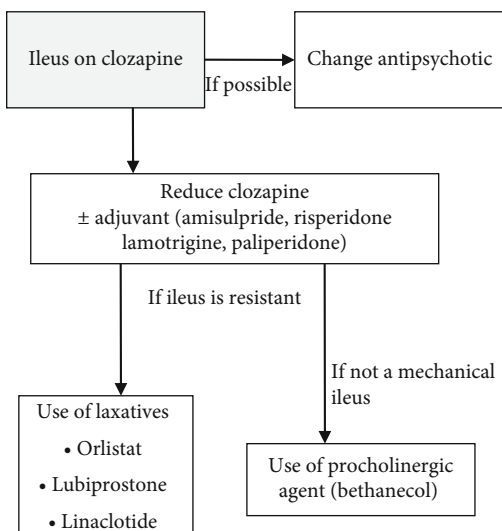 Ileus on clozapine
If possible
Change antipsychotic
Reduce clozapine
± adjuvant (amisulpride, risperidone
lamotrigine, paliperidone)
If ileus is resistant
If not a mechanical
ileus
Use of laxatives
• Orlistat
• Lubiprostone
• Linaclotide
Use of procholinergic
agent (bethanecol)